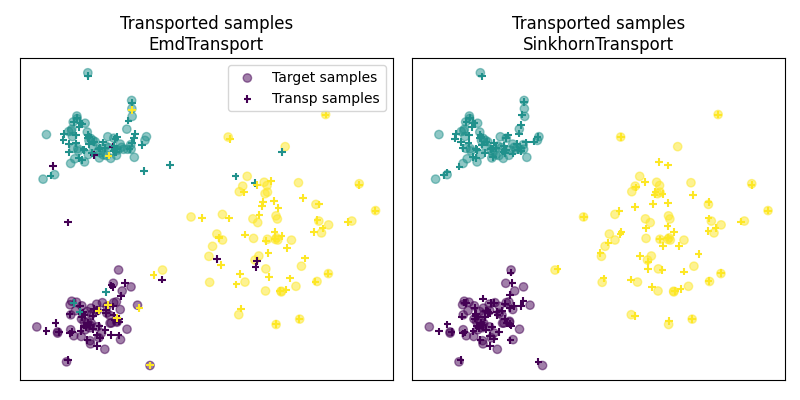 Transported samples
EmdTransport
Target samples
Transp samples
Transported samples
SinkhornTransport